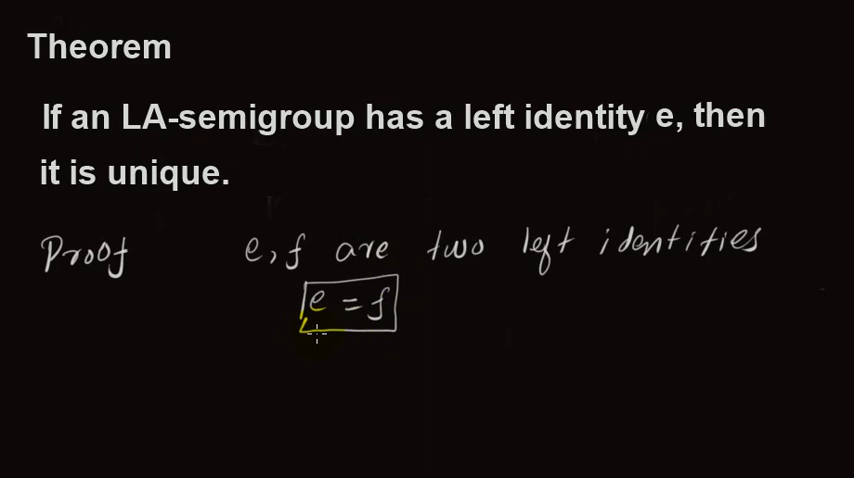 Theorem
If an LA-semigroup has a left identity e, then
it is unique.
Proof e, f are two left identities
e = f